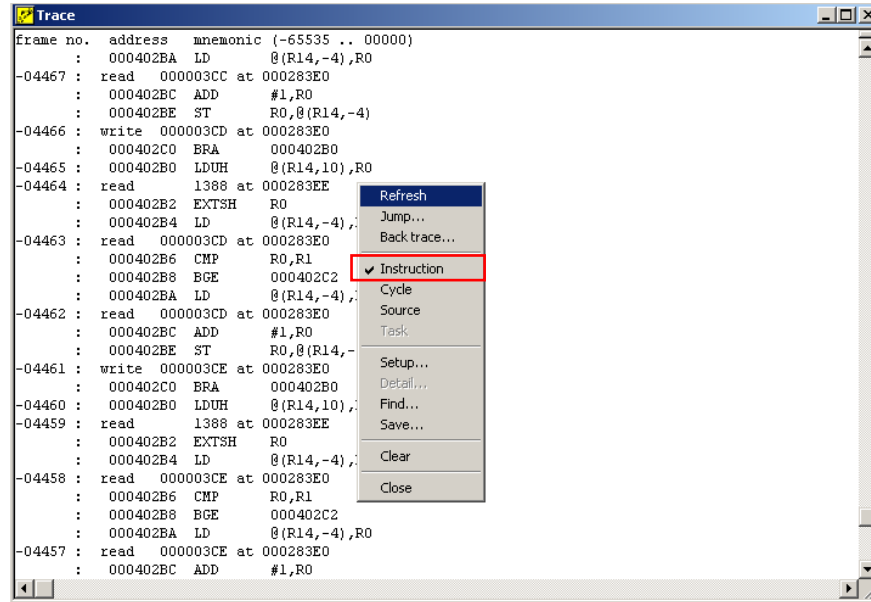 Trace
frame no.  address   mnemonic (-65535 .. 00000)
:   000402BA  LD      @(R14,-4),R0
-04467 :  read   000003CC at 000283E0
:   000402BC  ADD     #1,R0
:   000402BE  ST      R0,@(R14,-4)
-04466 :  write  000003CD at 000283E0
:   000402C0  BRA     000402B0
-04465 :   000402B0  LDUH    @(R14,10),R0
-04464 :  read       1388 at 000283EE
:   000402B2  EXTSH   R0
:   000402B4  LD      @(R14,-4),
-04463 :  read   000003CD at 000283E0
:   000402B6  CMP     R0,R1
:   000402B8  BGE     000402C2
:   000402BA  LD      @(R14,-4),
-04462 :  read   000003CD at 000283E0
:   000402BC  ADD     #1,R0
:   000402BE  ST      R0,@(R14,-
-04461 :  write  000003CE at 000283E0
:   000402C0  BRA     000402B0
-04460 :   000402B0  LDUH    @(R14,10),
-04459 :  read       1388 at 000283EE
:   000402B2  EXTSH   R0
:   000402B4  LD      @(R14,-4),
-04458 :  read   000003CE at 000283E0
:   000402B6  CMP     R0,R1
:   000402B8  BGE     000402C2
:   000402BA  LD      @(R14,-4),R0
-04457 :  read   000003CE at 000283E0
:   000402BC  ADD     #1,R0
Refresh
Jump...
Back trace...
✓ Instruction
Cycle
Source
Task
Setup...
Detail...
Find...
Save...
Clear
Close